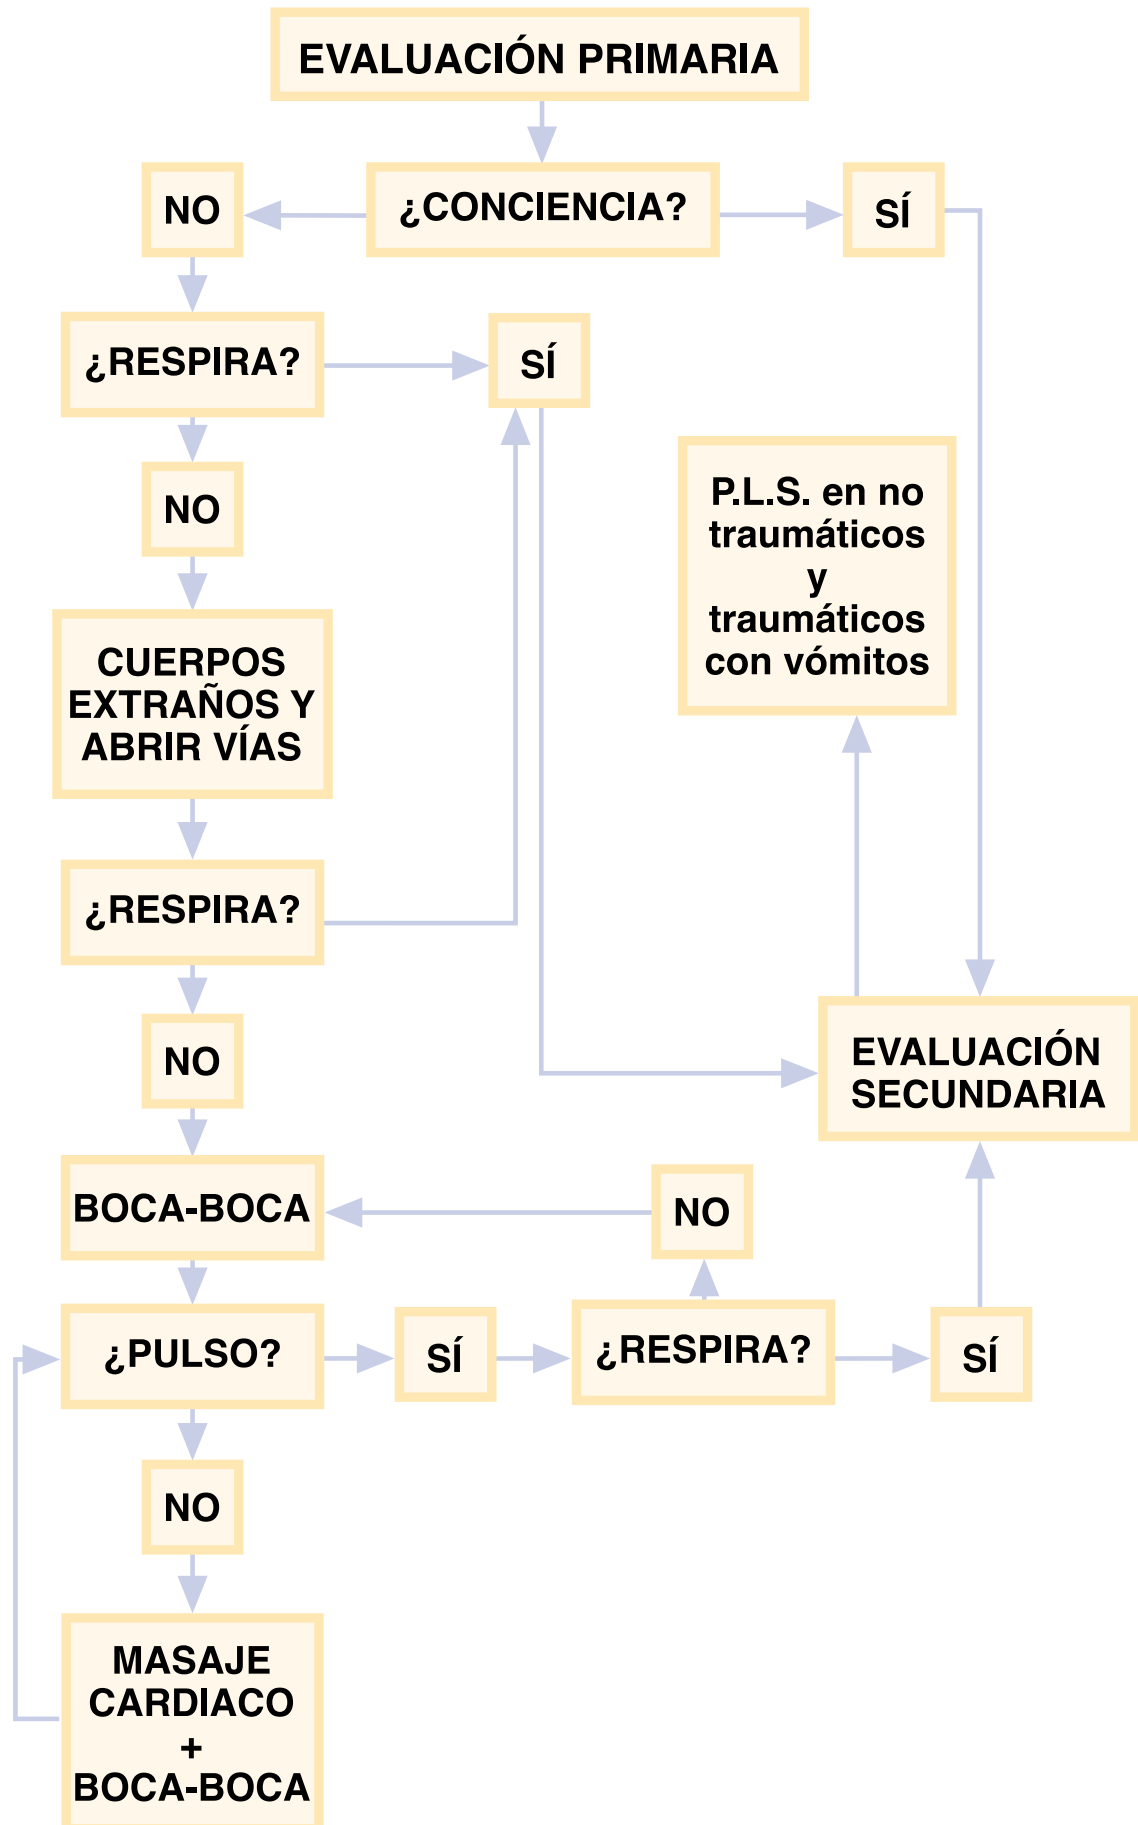 EVALUACIÓN PRIMARIA
NO
¿CONCIENCIA?
SÍ
¿RESPIRA?
SÍ
NO
P.L.S. en no
traumáticos
y
traumáticos
con vómitos
CUERPOS
EXTRAÑOS Y
ABRIR VÍAS
¿RESPIRA?
NO
EVALUACIÓN
SECUNDARIA
BOCA-BOCA
NO
¿PULSO?
SÍ
¿RESPIRA?
SÍ
NO
MASAJE
CARDIACO
+
BOCA-BOCA